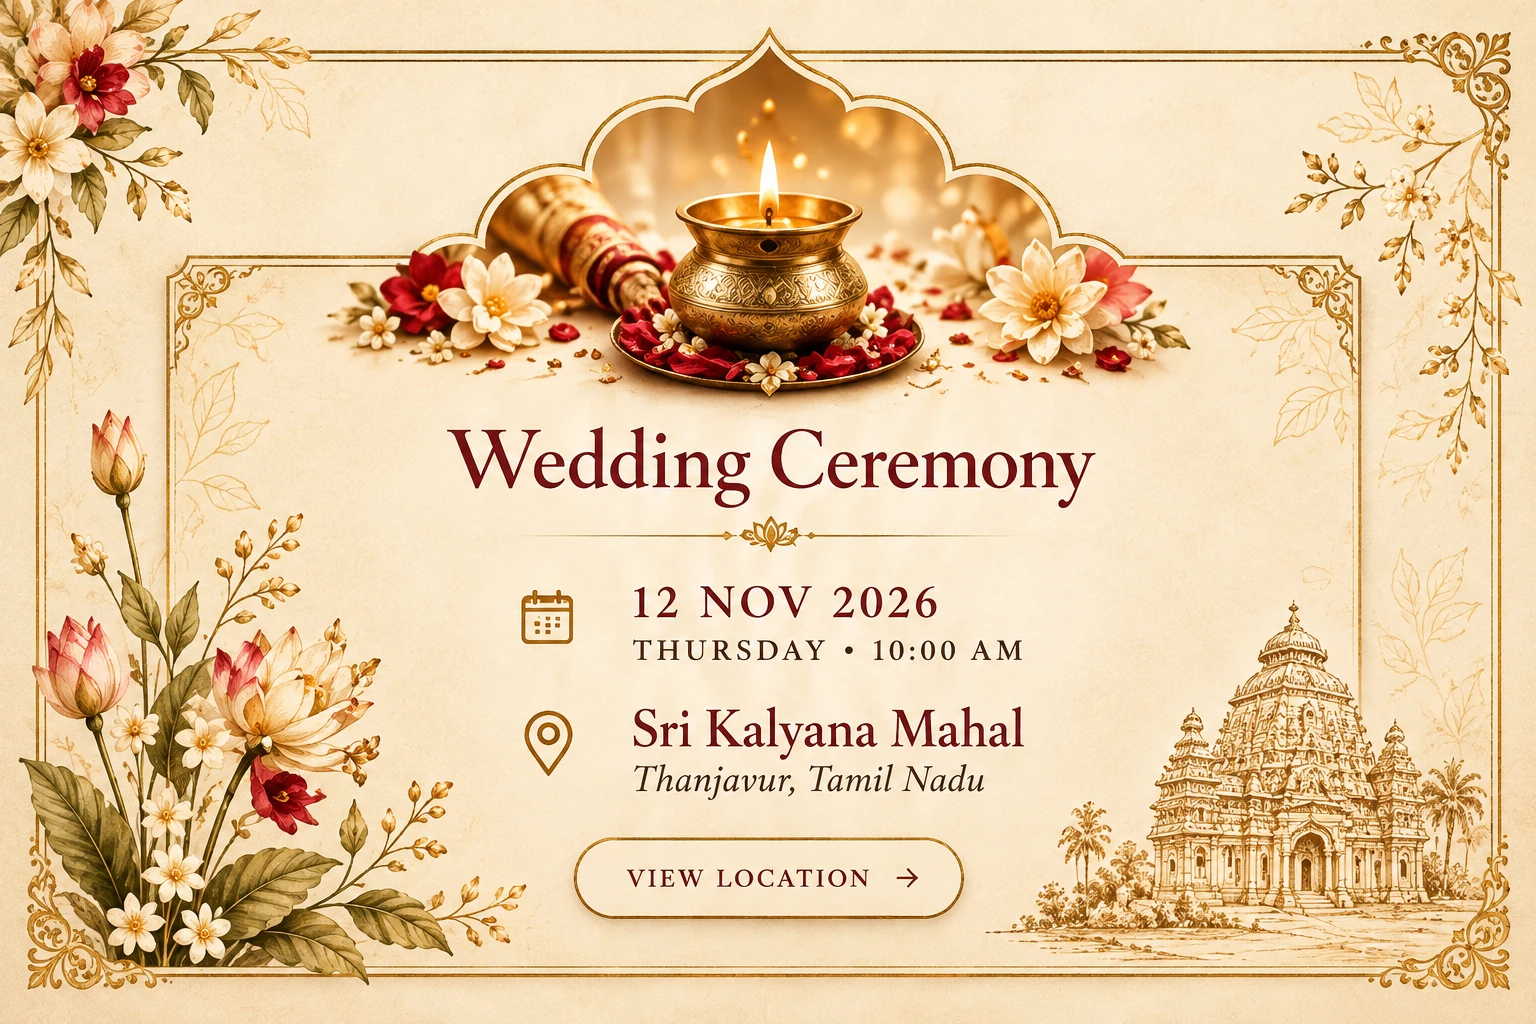 Wedding Ceremony
12 NOV 2026
THURSDAY • 10:00 AM
Sri Kalyana Mahal
Thanjavur, Tamil Nadu
VIEW LOCATION →